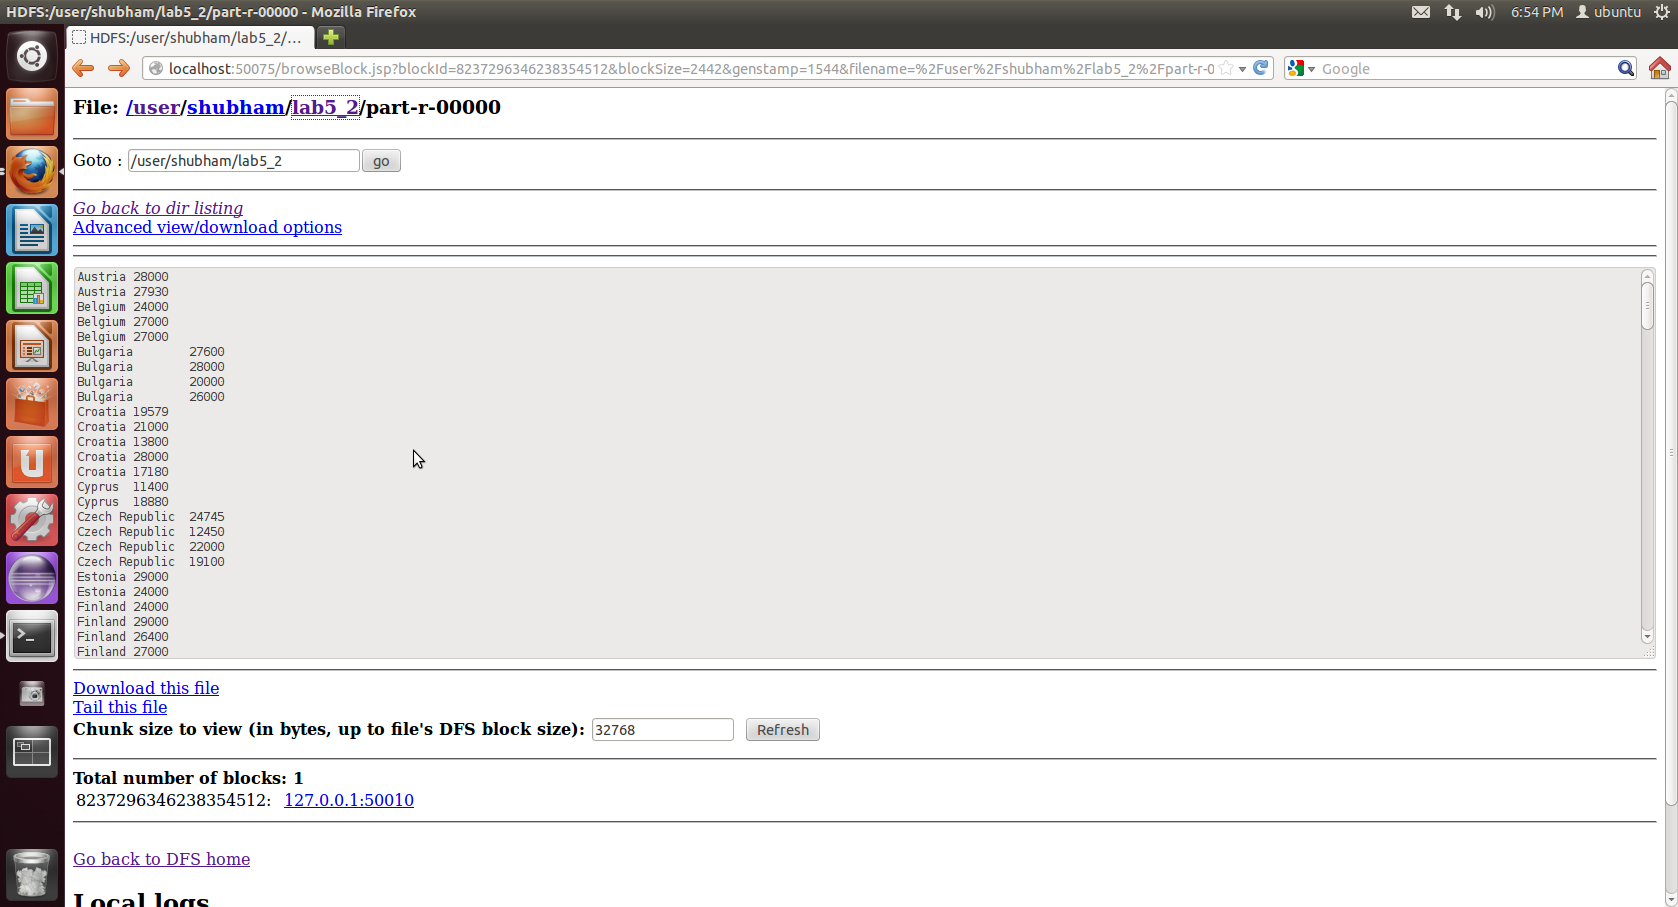 HDFS:/user/shubham/lab5_2/part-r-00000 - Mozilla Firefox
6:54 PM ubuntu
HDFS:/user/shubham/lab5_2/...
localhost:50075/browseBlock.jsp?blockId=8237296346238354512&blockSize=2442&genstamp=1544&filename=%2Fuser%2Fshubham%2Flab5_2%2Fpart-r-0
Google
File: /user/shubham/lab5_2/part-r-00000
Goto : /user/shubham/lab5_2 go
Go back to dir listing
Advanced view/download options
Austria 28000
Austria 27930
Belgium 24000
Belgium 27000
Belgium 27000
Bulgaria 27600
Bulgaria 28000
Bulgaria 20000
Bulgaria 26000
Croatia 19579
Croatia 21000
Croatia 13800
Croatia 28000
Croatia 17180
Cyprus 11400
Cyprus 18880
Czech Republic 24745
Czech Republic 12450
Czech Republic 22000
Czech Republic 19100
Estonia 29000
Estonia 24000
Finland 24000
Finland 29000
Finland 26400
Finland 27000
Download this file
Tail this file
Chunk size to view (in bytes, up to file's DFS block size): 32768 Refresh
Total number of blocks: 1
8237296346238354512: 127.0.0.1:50010
Go back to DFS home
Local logs